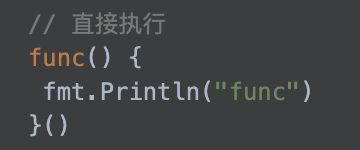 // 直接执行
func() {
 fmt.Println("func")
}()